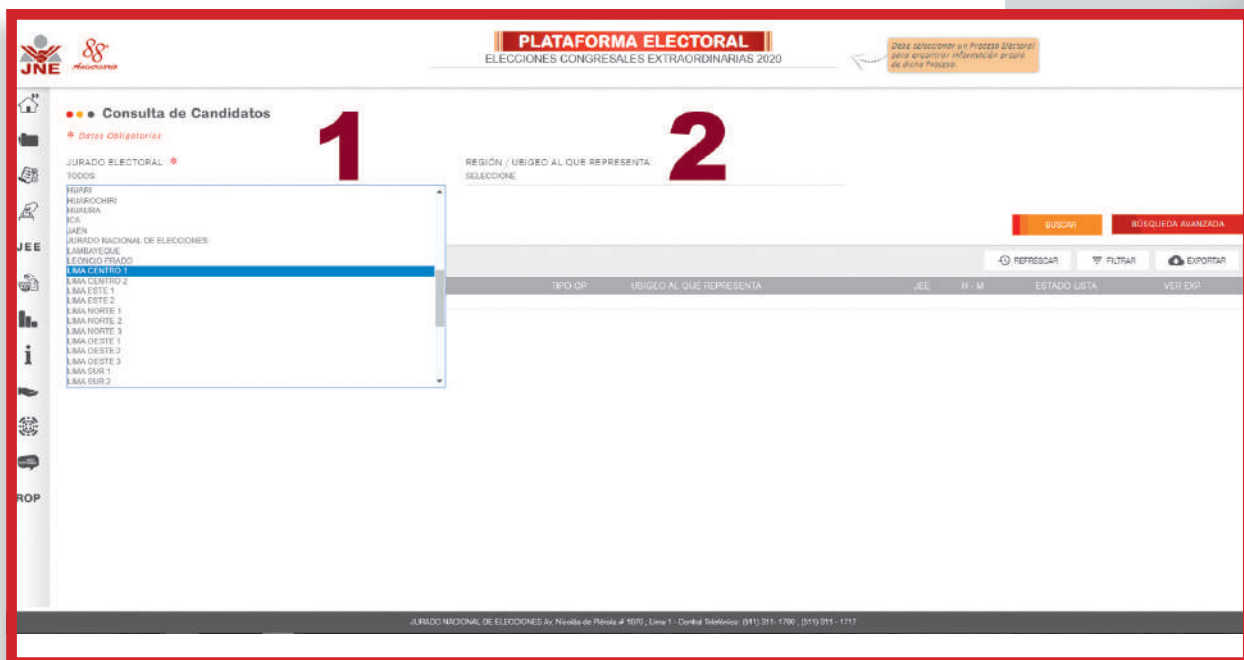 JNE
88°
Aniversario
PLATAFORMA ELECTORAL
ELECCIONES CONGRESALES EXTRAORDINARIAS 2020
Debe seleccionar un Proceso Electoral
para encontrar información propia
de dicho Proceso.
Consulta de Candidatos
* Datos Obligatorios
1
2
JURADO ELECTORAL *
TODOS
REGIÓN / UBIGEO AL QUE REPRESENTA
SELECCIONE
HUARI
HUAROCHIRI
HUAURA
ICA
JAEN
JURADO NACIONAL DE ELECCIONES
LAMBAYEQUE
LEONCIO PRADO
LIMA CENTRO 1
LIMA CENTRO 2
LIMA ESTE 1
LIMA ESTE 2
LIMA NORTE 1
LIMA NORTE 2
LIMA NORTE 3
LIMA OESTE 1
LIMA OESTE 2
LIMA OESTE 3
LIMA SUR 1
LIMA SUR 2
BUSCAR
BÚSQUEDA AVANZADA
REFRESCAR
FILTRAR
EXPORTAR
TIPO OP
UBIGEO AL QUE REPRESENTA
JEE
H - M
ESTADO LISTA
VER EXP
JEE
i
ROP
JURADO NACIONAL DE ELECCIONES Av. Nicolás de Piérola # 1070 , Lima 1 - Central Telefónica: (511) 311- 1700 , (511) 311 - 1717